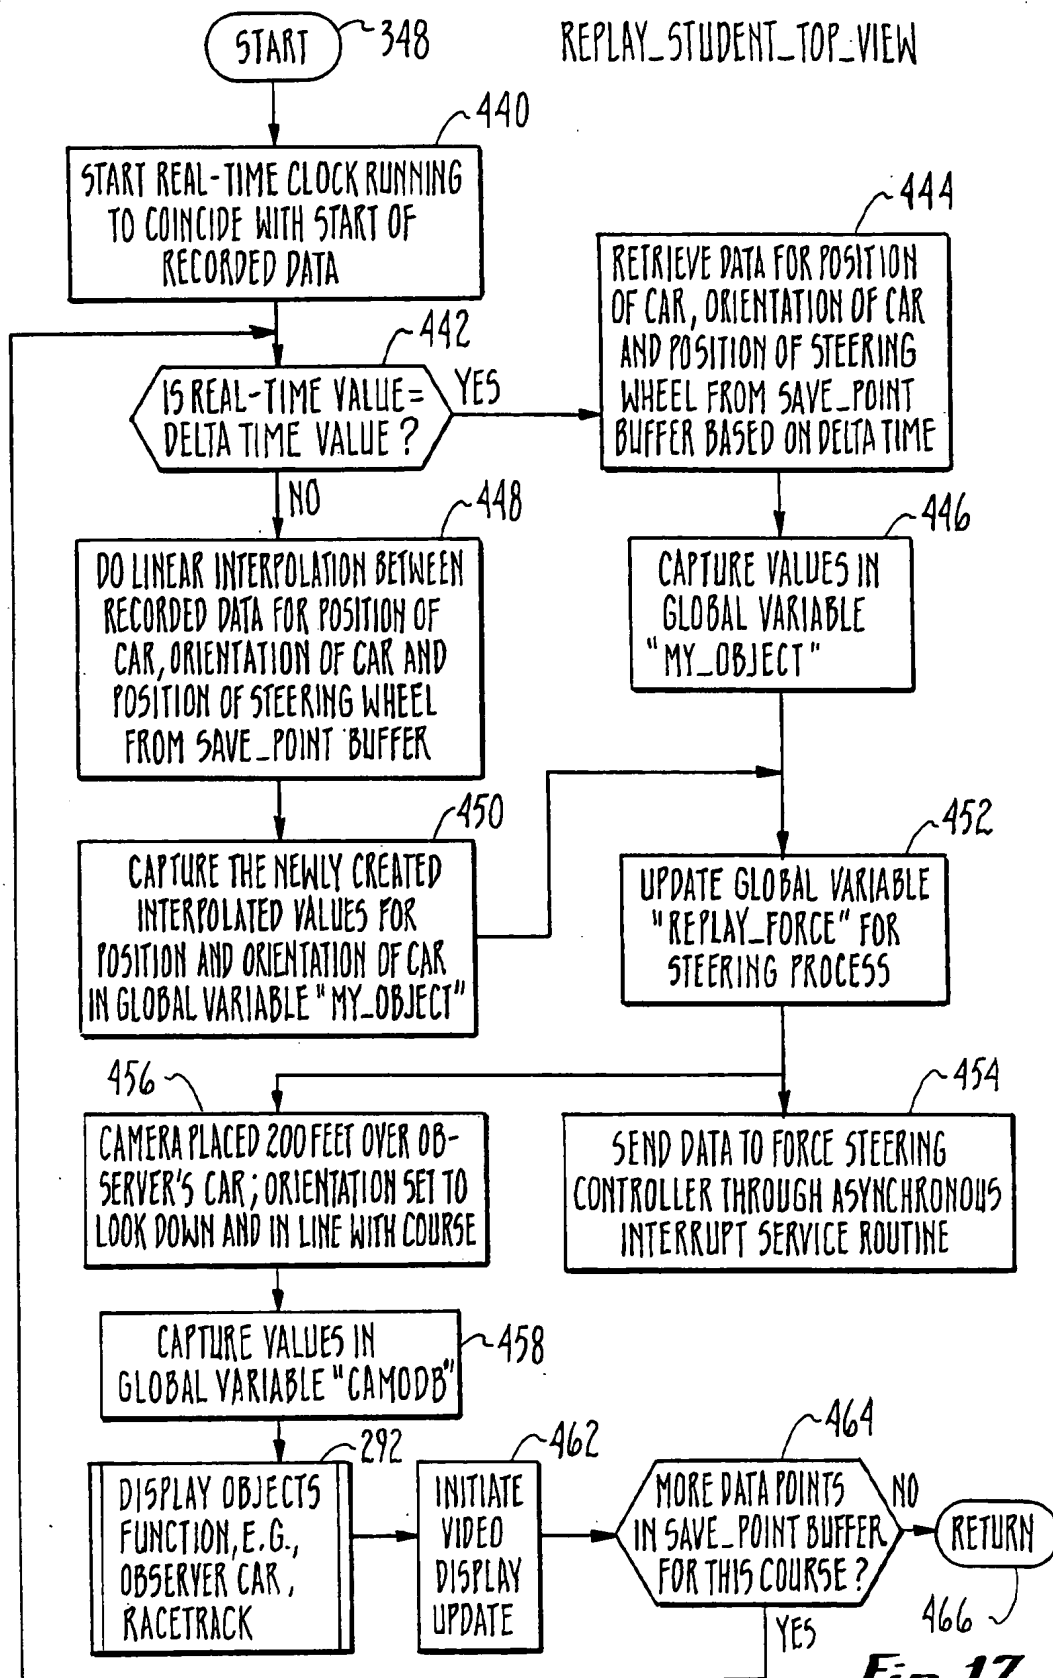 START
348
REPLAY_STUDENT_TOP_VIEW
440
START REAL-TIME CLOCK RUNNING
TO COINCIDE WITH START OF
RECORDED DATA
442
IS REAL-TIME VALUE=
DELTA TIME VALUE?
YES
NO
444
RETRIEVE DATA FOR POSITION
OF CAR, ORIENTATION OF CAR
AND POSITION OF STEERING
WHEEL FROM SAVE_POINT
BUFFER BASED ON DELTA TIME
446
CAPTURE VALUES IN
GLOBAL VARIABLE
"MY_OBJECT"
448
DO LINEAR INTERPOLATION BETWEEN
RECORDED DATA FOR POSITION OF
CAR, ORIENTATION OF CAR AND
POSITION OF STEERING WHEEL
FROM SAVE_POINT BUFFER
450
CAPTURE THE NEWLY CREATED
INTERPOLATED VALUES FOR
POSITION AND ORIENTATION OF CAR
IN GLOBAL VARIABLE "MY_OBJECT"
452
UPDATE GLOBAL VARIABLE
"REPLAY_FORCE" FOR
STEERING PROCESS
454
SEND DATA TO FORCE STEERING
CONTROLLER THROUGH ASYNCHRONOUS
INTERRUPT SERVICE ROUTINE
456
CAMERA PLACED 200 FEET OVER OB-
SERVER'S CAR; ORIENTATION SET TO
LOOK DOWN AND IN LINE WITH COURSE
458
CAPTURE VALUES IN
GLOBAL VARIABLE "CAMODB"
292
DISPLAY OBJECTS
FUNCTION, E.G.,
OBSERVER CAR,
RACETRACK
462
INITIATE
VIDEO
DISPLAY
UPDATE
464
MORE DATA POINTS
IN SAVE_POINT BUFFER
FOR THIS COURSE?
NO
RETURN
466
YES
Fig. 17